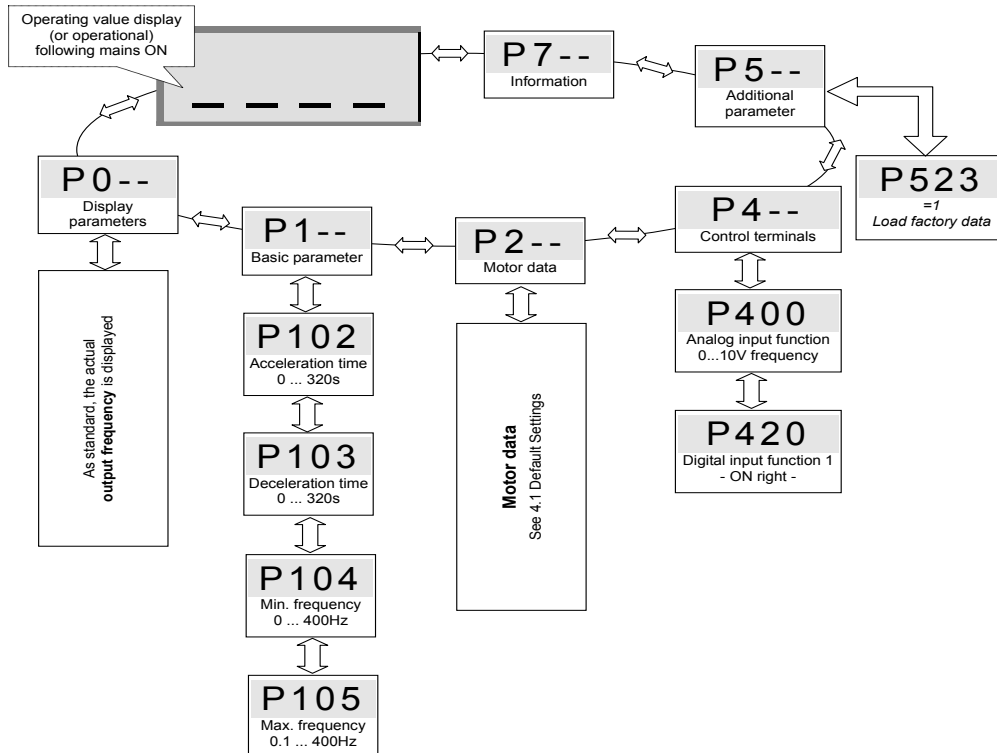 Operating value display
(or operational)
following mains ON
P7--
Information
P5--
Additional
parameter
P523
=1
Load factory data
P0--
Display
parameters
P1--
Basic parameter
P2--
Motor data
P4--
Control terminals
As standard, the actual
output frequency is displayed
P102
Acceleration time
0 ... 320s
P103
Deceleration time
0 ... 320s
P104
Min. frequency
0 ... 400Hz
P105
Max. frequency
0.1 ... 400Hz
Motor data
See 4.1 Default Settings
P400
Analog input function
0...10V frequency
P420
Digital input function 1
- ON right -